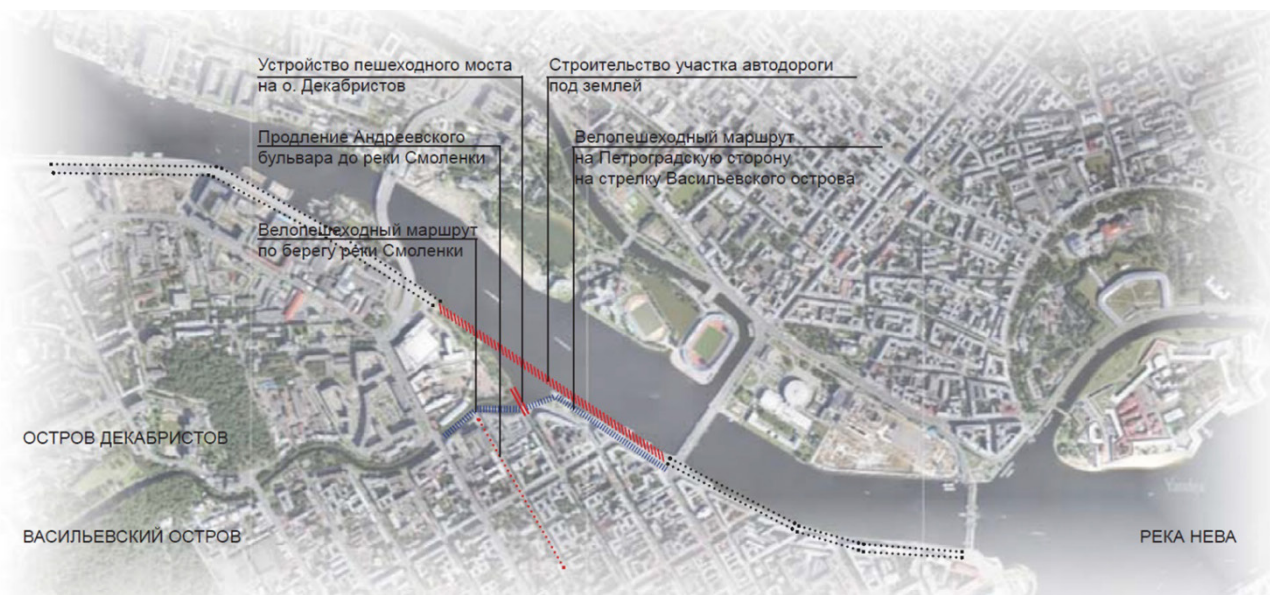 Устройство пешеходного моста
на о. Декабристов
Строительство участка автодороги
под землей
Продление Андреевского
бульвара до реки Смоленки
Велопешеходный маршрут
на Петроградскую сторону,
на стрелку Васильевского острова
Велопешеходный маршрут
по берегу реки Смоленки
ОСТРОВ ДЕКАБРИСТОВ
ВАСИЛЬЕВСКИЙ ОСТРОВ
РЕКА НЕВА